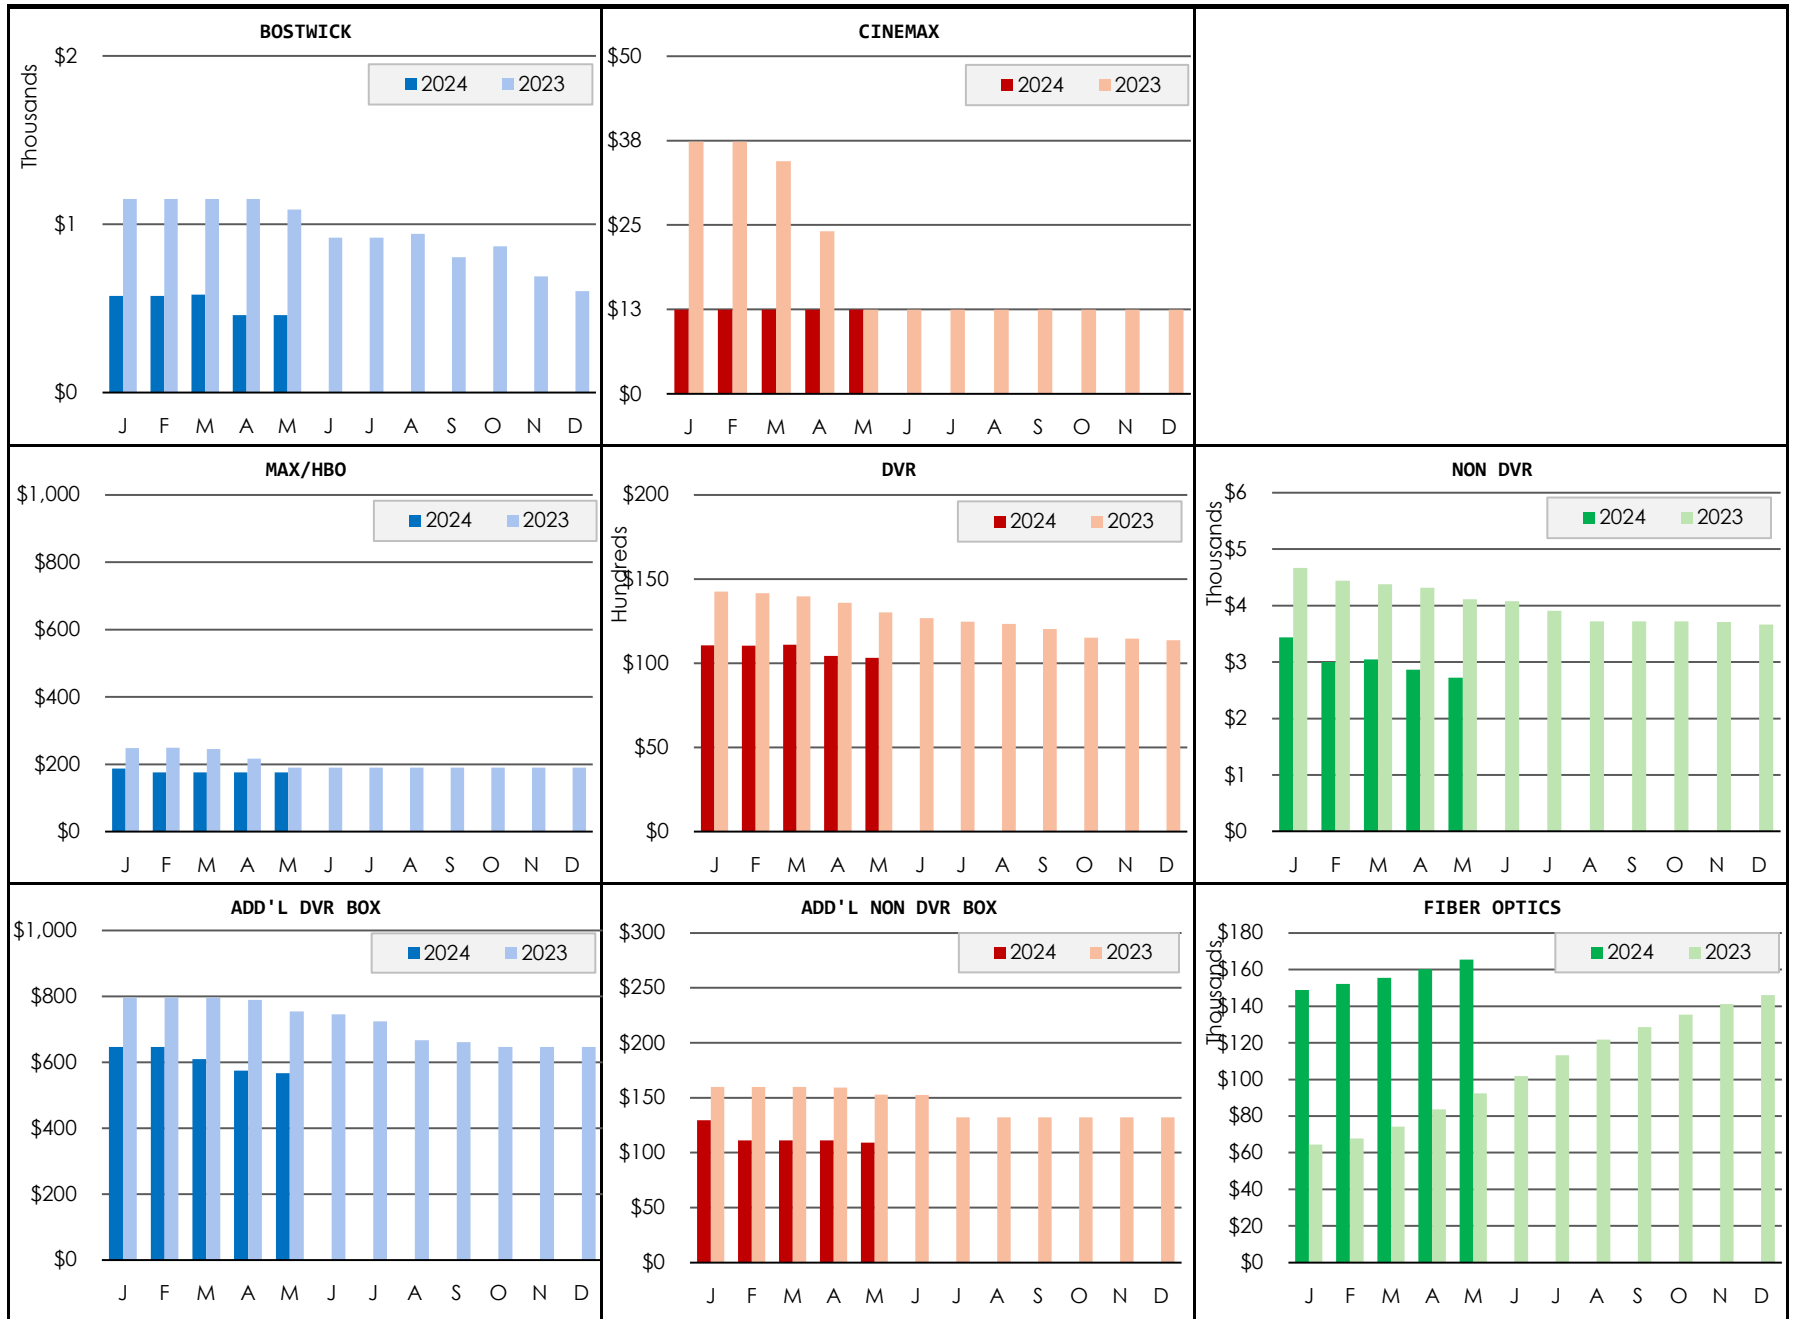 BOSTWICK
Thousands
$2
$1
$0
2024 2023
J F M A M J J A S O N D
CINEMAX
$50
$38
$25
$13
$0
2024 2023
J F M A M J J A S O N D
MAX/HBO
$1,000
$800
$600
$400
$200
$0
2024 2023
J F M A M J J A S O N D
DVR
Hundreds
$200
$150
$100
$50
$0
2024 2023
J F M A M J J A S O N D
NON DVR
Thousands
$6
$5
$4
$3
$2
$1
$0
2024 2023
J F M A M J J A S O N D
ADD'L DVR BOX
$1,000
$800
$600
$400
$200
$0
2024 2023
J F M A M J J A S O N D
ADD'L NON DVR BOX
$300
$250
$200
$150
$100
$50
$0
2024 2023
J F M A M J J A S O N D
FIBER OPTICS
Thousands
$180
$160
$140
$120
$100
$80
$60
$40
$20
$0
2024 2023
J F M A M J J A S O N D